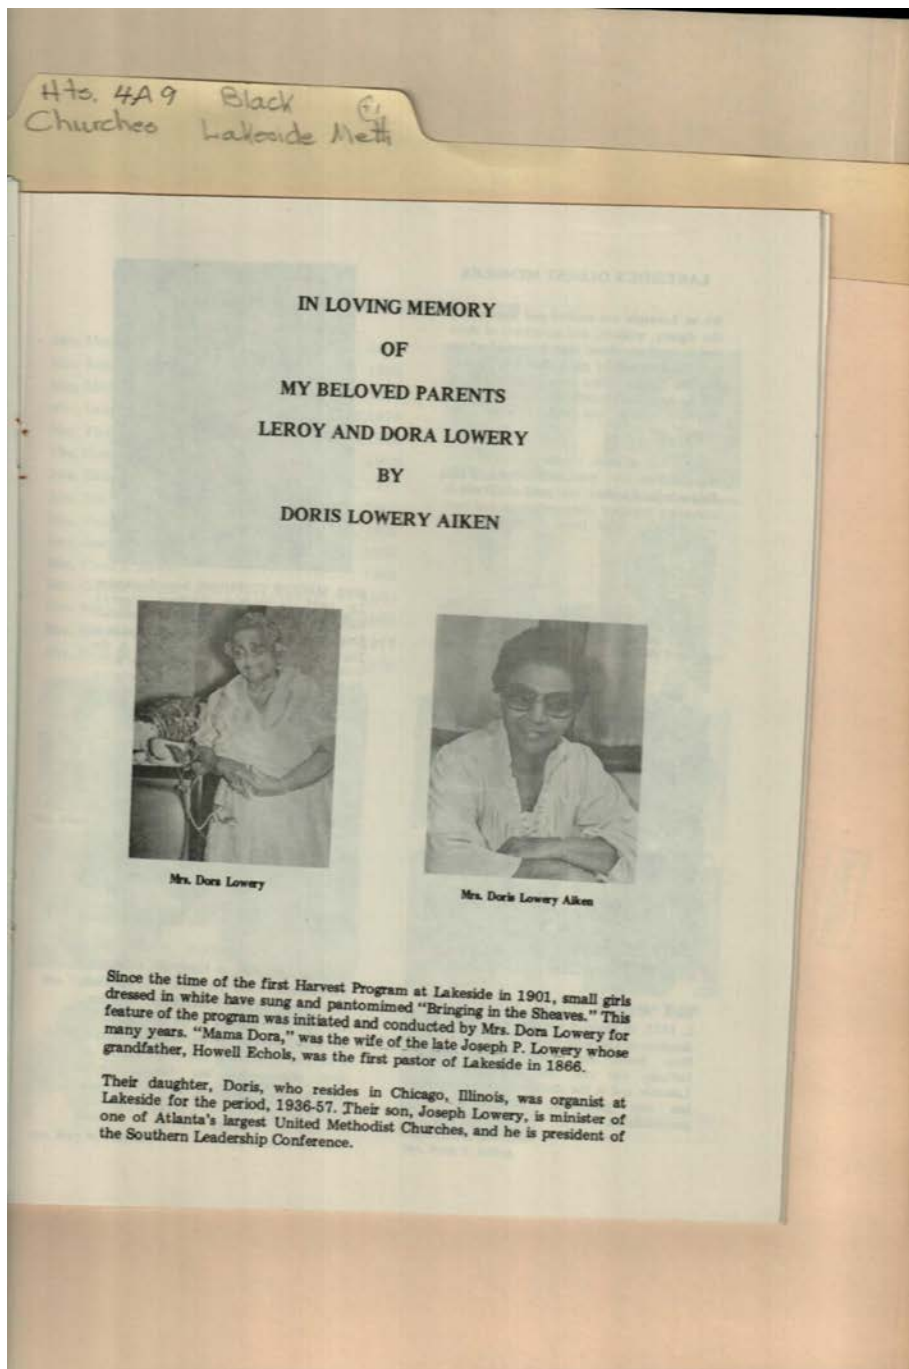 Hts. 4A9 Black
Churches Lakeside Meth
IN LOVING MEMORY
OF
MY BELOVED PARENTS
LEROY AND DORA LOWERY
BY
DORIS LOWERY AIKEN
Mrs. Dora Lowery
Mrs. Doris Lowery Aiken
Since the time of the first Harvest Program at Lakeside in 1901, small girls
dressed in white have sung and pantomimed "Bringing in the Sheaves." This
feature of the program was initiated and conducted by Mrs. Dora Lowery for
many years. "Mama Dora," was the wife of the late Joseph P. Lowery whose
grandfather, Howell Echols, was the first pastor of Lakeside in 1866.
Their daughter, Doris, who resides in Chicago, Illinois, was organist at
Lakeside for the period, 1936-57. Their son, Joseph Lowery, is minister of
one of Atlanta's largest United Methodist Churches, and he is president of
the Southern Leadership Conference.